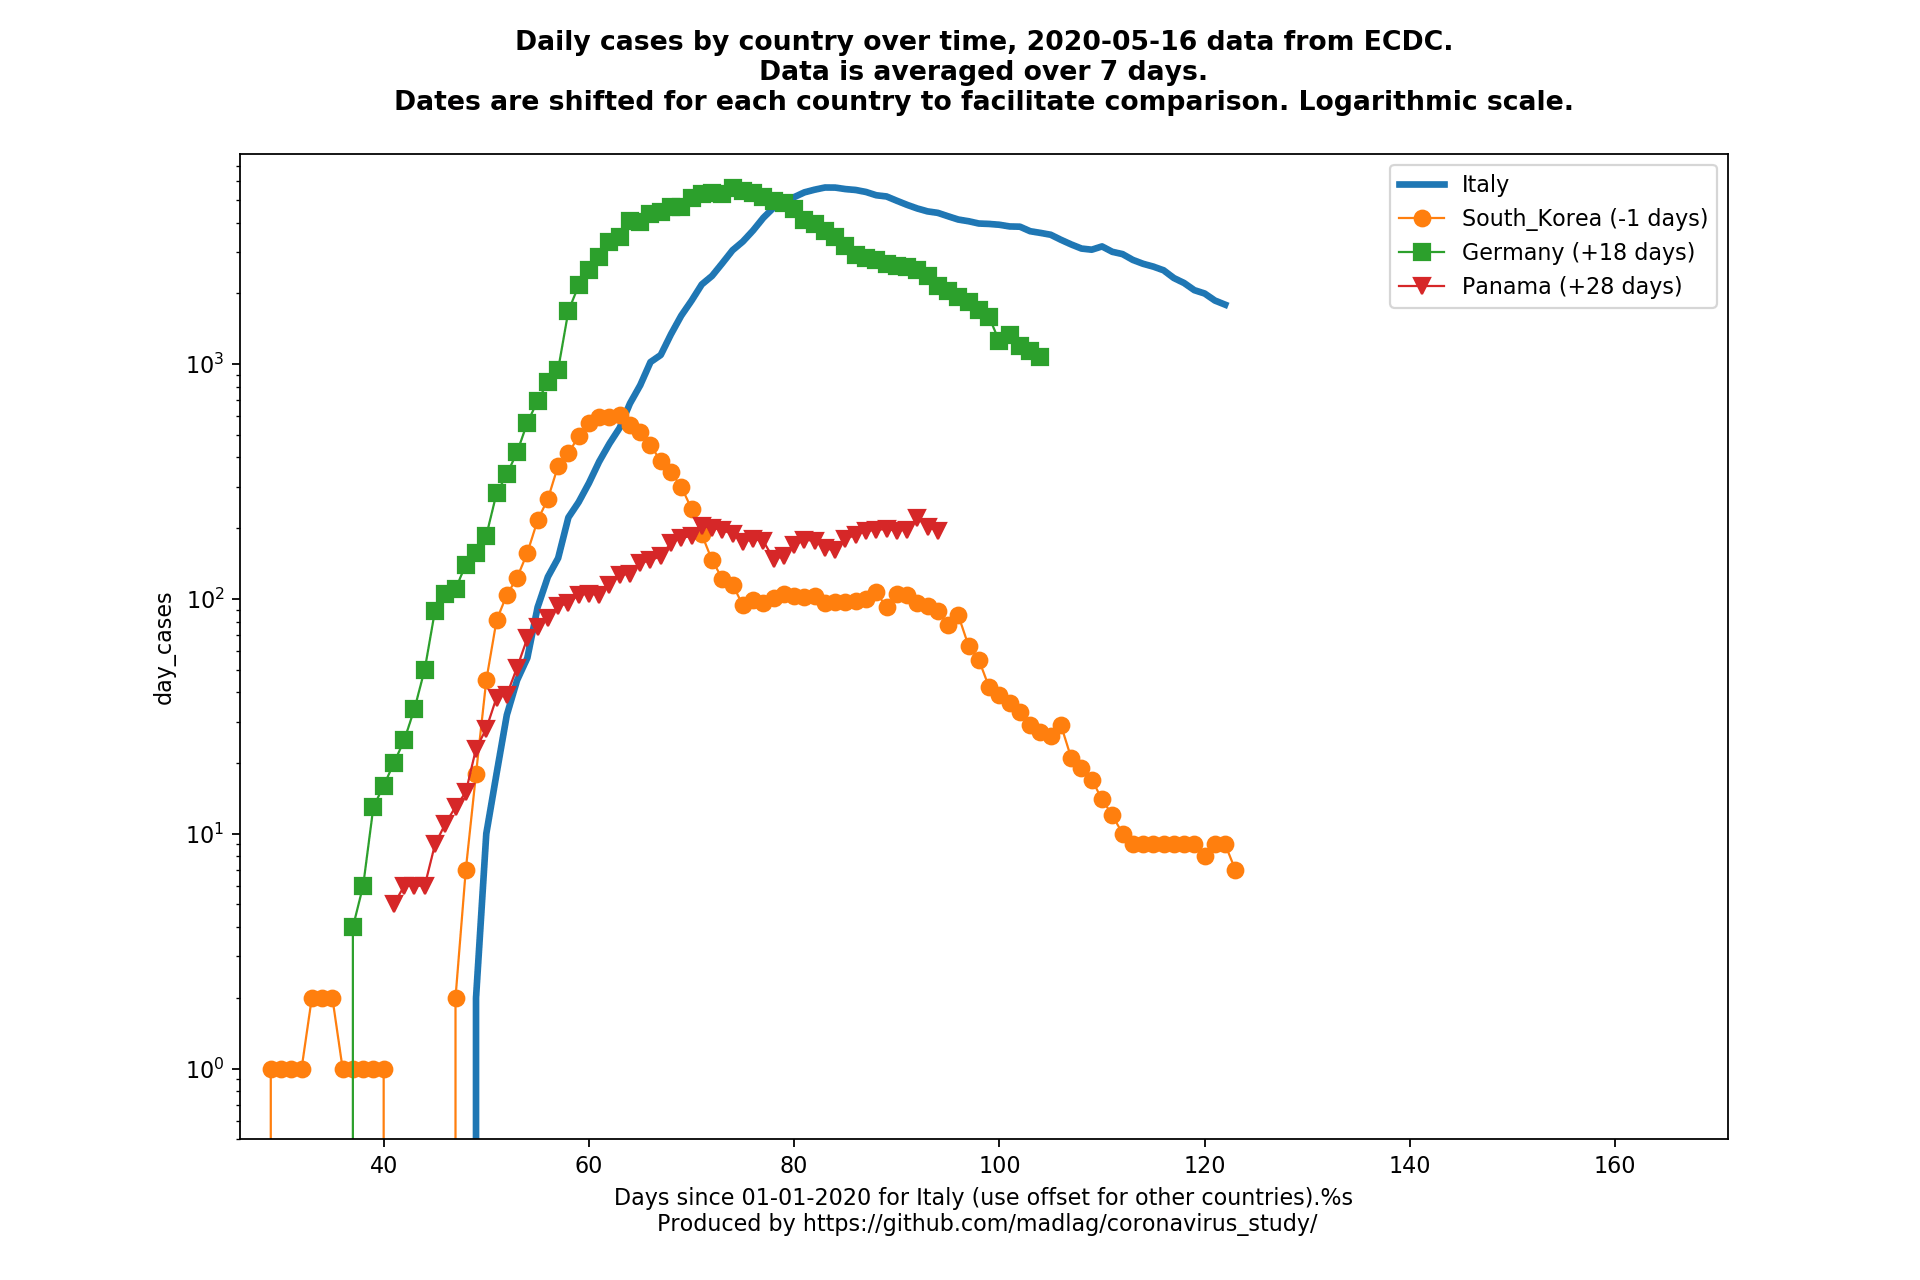 Daily cases by country over time, 2020-05-16 data from ECDC.
Data is averaged over 7 days.
Dates are shifted for each country to facilitate comparison. Logarithmic scale.
Italy
South_Korea (-1 days)
Germany (+18 days)
Panama (+28 days)
day_cases
10³
10²
10¹
10⁰
40 60 80 100 120 140 160
Days since 01-01-2020 for Italy (use offset for other countries).%s
Produced by https://github.com/madlag/coronavirus_study/